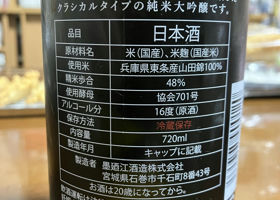 クラシカルタイプの純米大吟醸です。
日本酒
原材料名 米(国産)、米麹(国産米)
使用米 兵庫県東条産山田錦100%
精米歩合 48%
使用酵母 協会701号
アルコール分 16度(原酒)
保存方法 冷蔵保存
内容量 720ml
製造年月 キャップに記載
製造者 墨廼江酒造株式会社
宮城県石巻市千石町8番43号
お酒は20歳になってから。